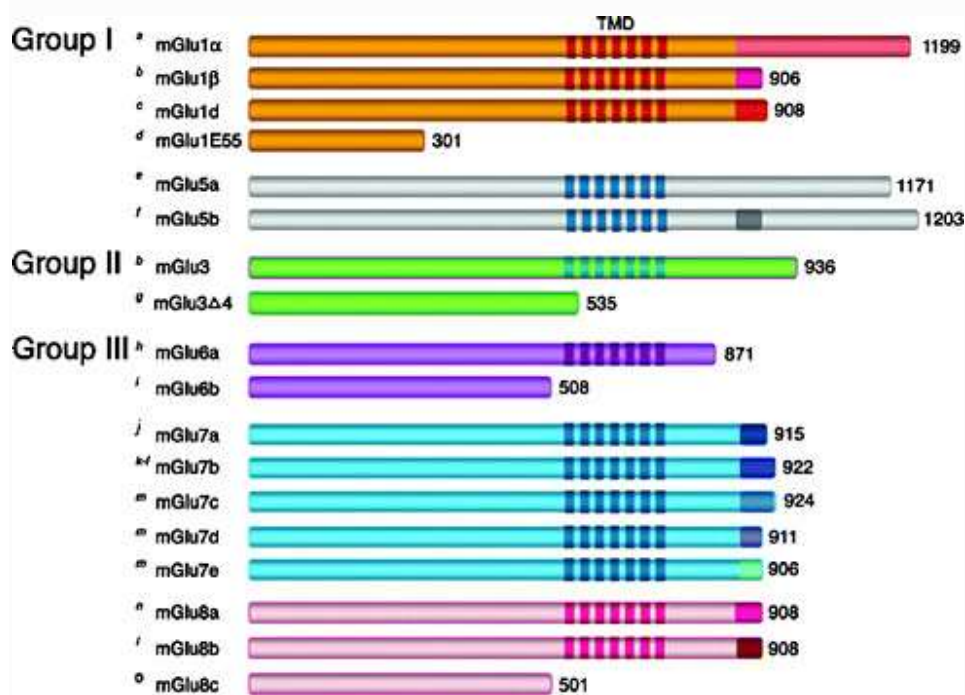 TMD
Group I a mGlu1α 1199
b mGlu1β 906
c mGlu1d 908
d mGlu1E55 301
e mGlu5a 1171
f mGlu5b 1203
Group II b mGlu3 936
g mGlu3Δ4 535
Group III h mGlu6a 871
i mGlu6b 508
j mGlu7a 915
k-l mGlu7b 922
m mGlu7c 924
m mGlu7d 911
m mGlu7e 906
n mGlu8a 908
mGlu8b 908
o mGlu8c 501